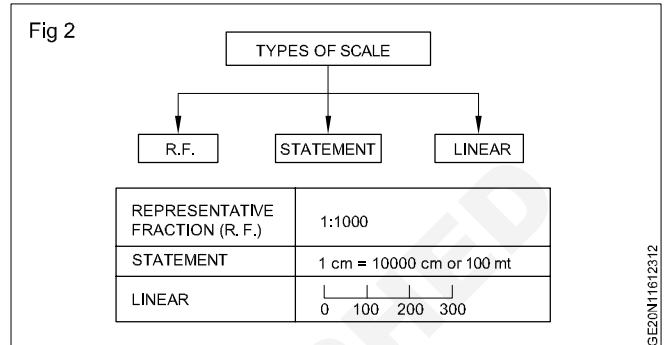 Fig 2
TYPES OF SCALE
R.F.
STATEMENT
LINEAR
REPRESENTATIVE
FRACTION (R. F.)
1:1000
STATEMENT
1 cm = 10000 cm or 100 mt
LINEAR
0 100 200 300
GE20N11612312